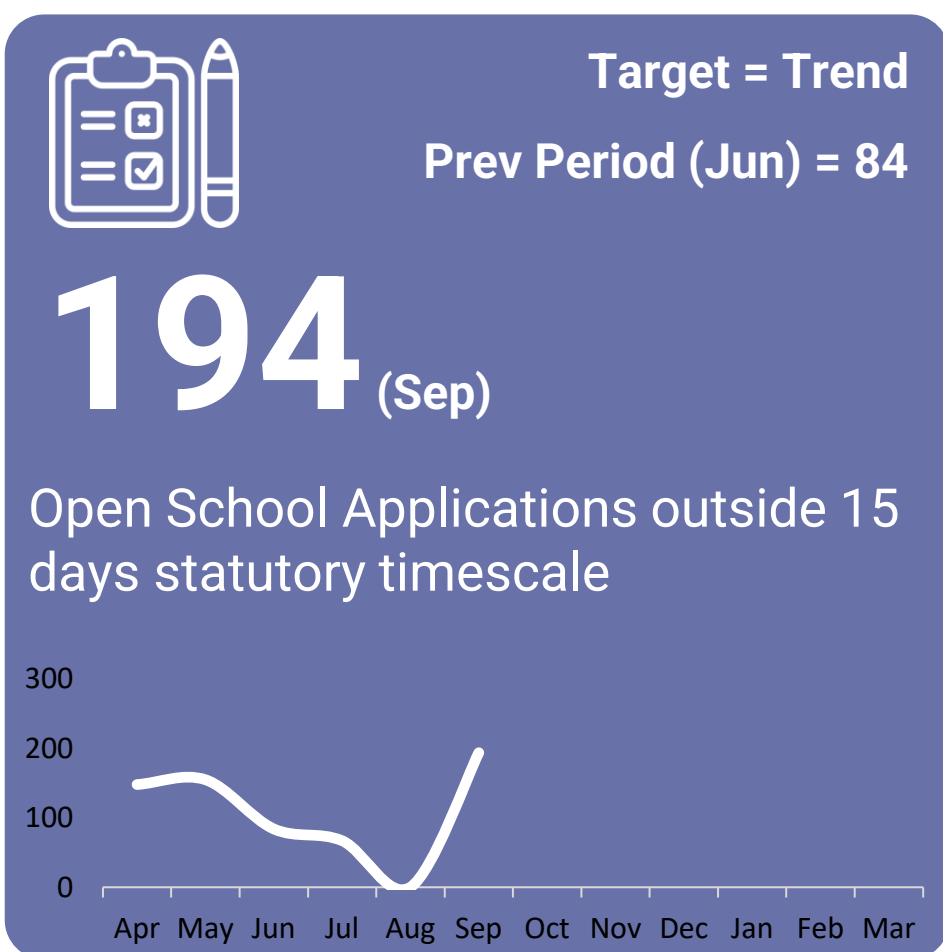 Target = Trend
Prev Period (Jun) = 84
194 (Sep)
Open School Applications outside 15
days statutory timescale
300
200
100
0
Apr May Jun Jul Aug Sep Oct Nov Dec Jan Feb Mar